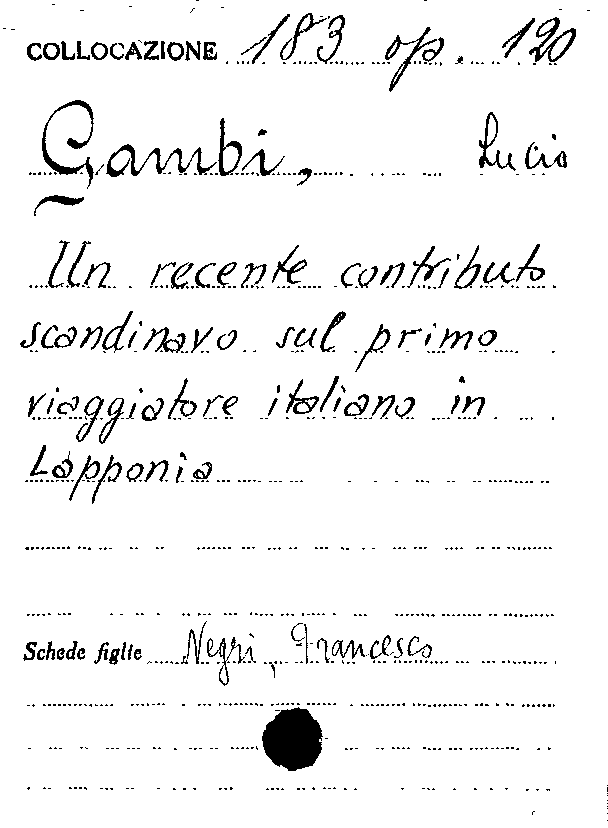 COLLOCAZIONE 183 op. 120
Gambi, Lucio
Un recente contributo
scandinavo sul primo
viaggiatore italiano in
Lapponia
Schede figlie Negri, Francesco